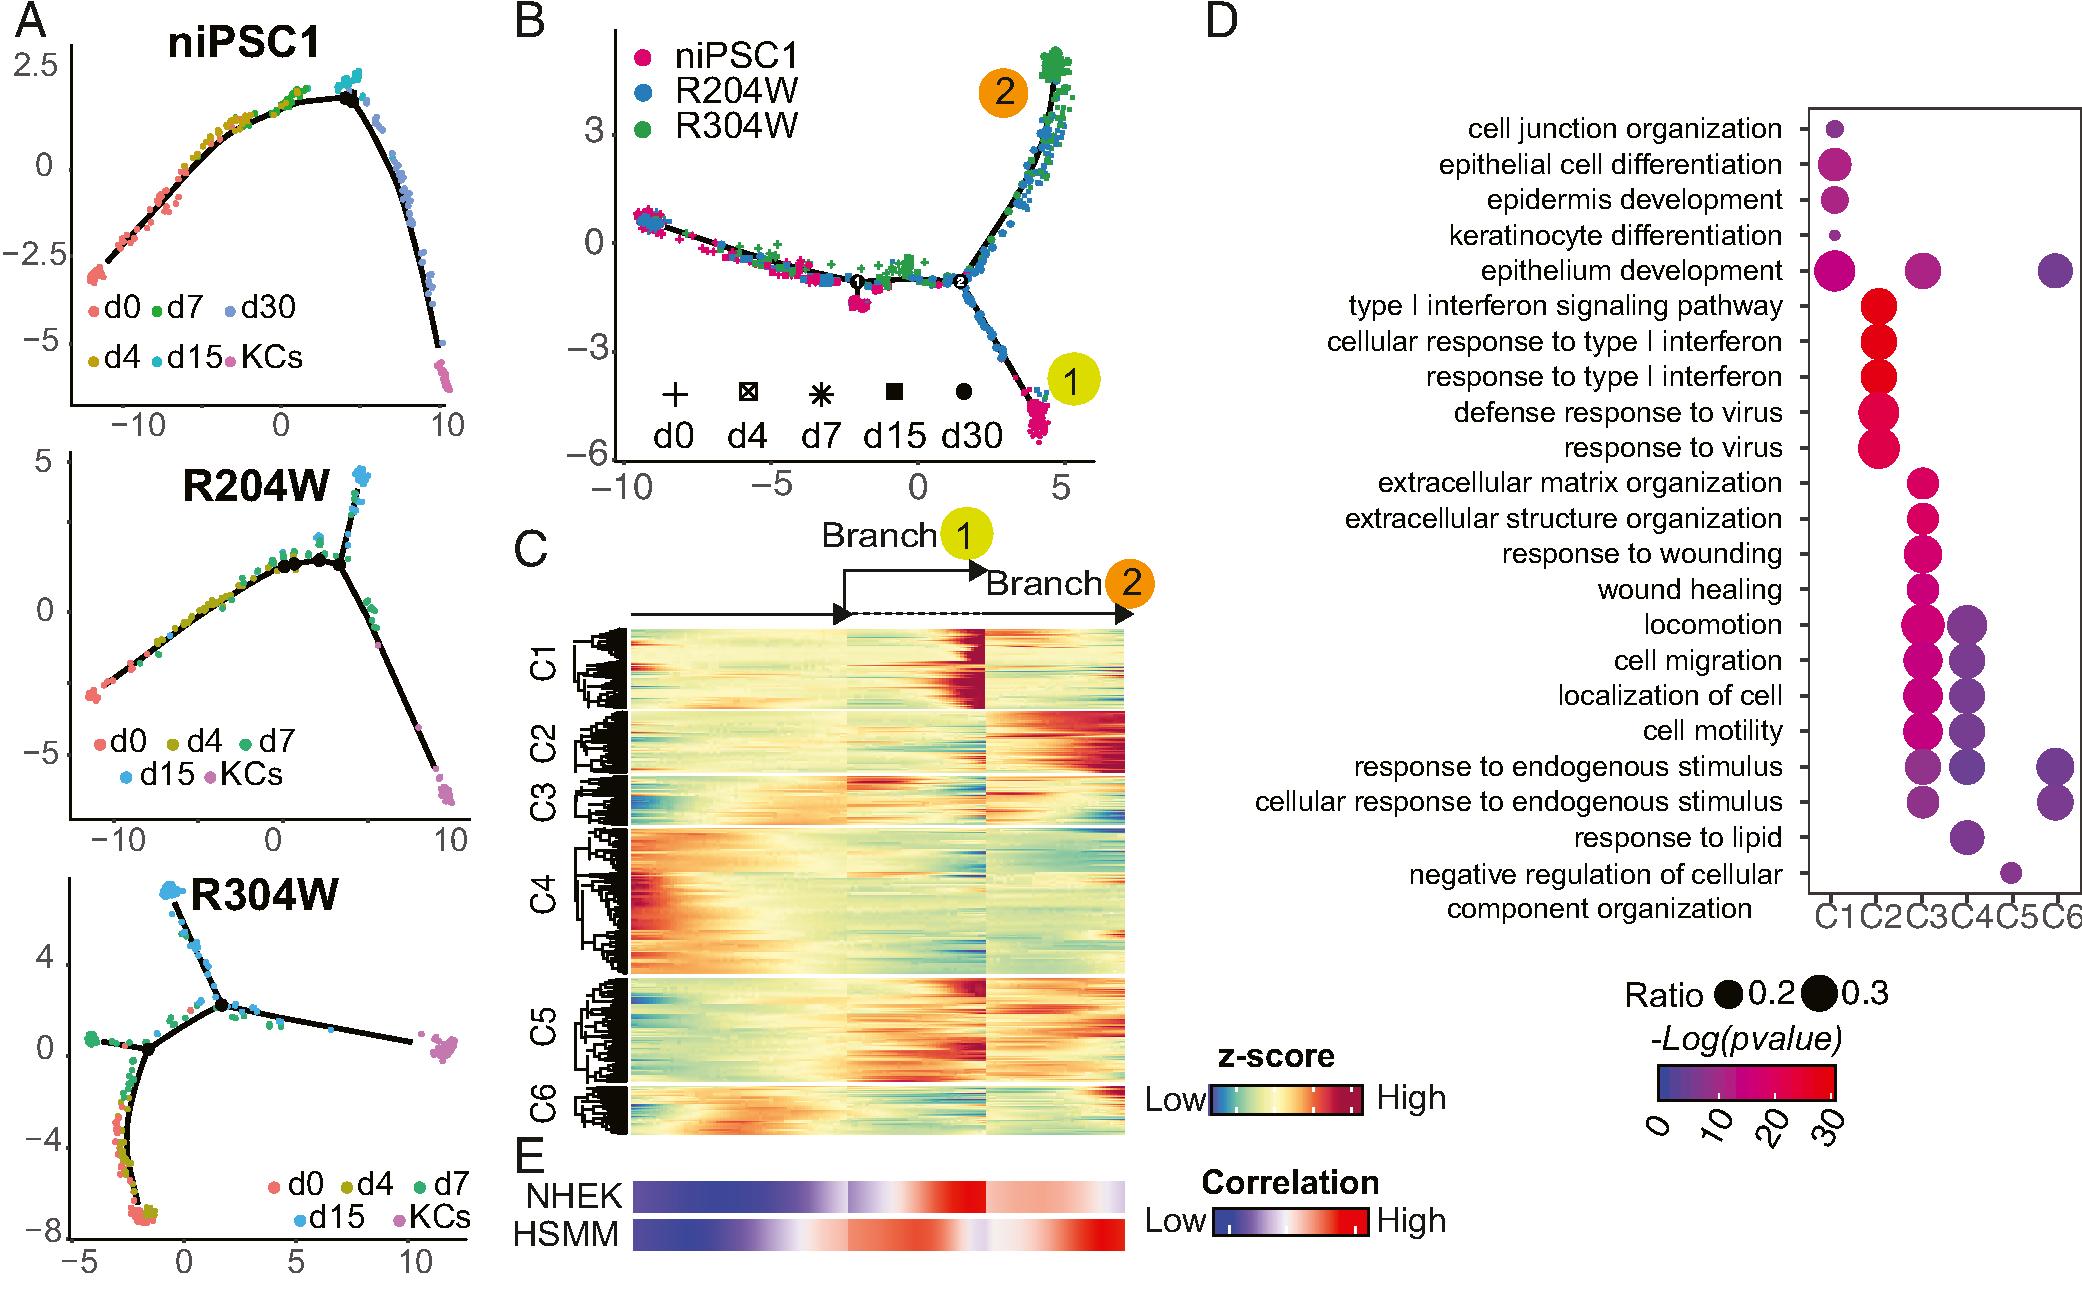 A
niPSC1
2.5
0
−2.5
−5
d0 d7 d30
d4 d15 KCs
−10 0 10
R204W
5
0
−5
d0 d4 d7
d15 KCs
−10 0 10
R304W
4
0
−4
−8
d0 d4 d7
d15 KCs
−5 0 5 10
B
niPSC1
R204W
R304W
2
1
3
0
−3
−6
1 2
d0 d4 d7 d15 d30
−10 −5 0 5
C
Branch 1
Branch 2
C1
C2
C3
C4
C5
C6
z-score
Low High
E
NHEK
HSMM
Correlation
Low High
D
cell junction organization
epithelial cell differentiation
epidermis development
keratinocyte differentiation
epithelium development
type I interferon signaling pathway
cellular response to type I interferon
response to type I interferon
defense response to virus
response to virus
extracellular matrix organization
extracellular structure organization
response to wounding
wound healing
locomotion
cell migration
localization of cell
cell motility
response to endogenous stimulus
cellular response to endogenous stimulus
response to lipid
negative regulation of cellular
component organization
C1 C2 C3 C4 C5 C6
Ratio 0.2 0.3
-Log(pvalue)
0 10 20 30